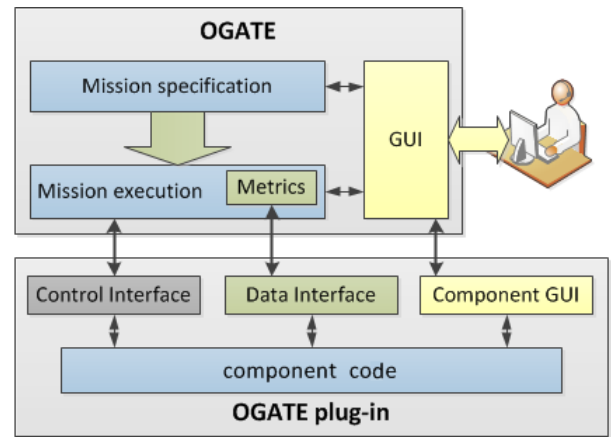 OGATE
Mission specification
GUI
Mission execution
Metrics
Control Interface
Data Interface
Component GUI
component code
OGATE plug-in